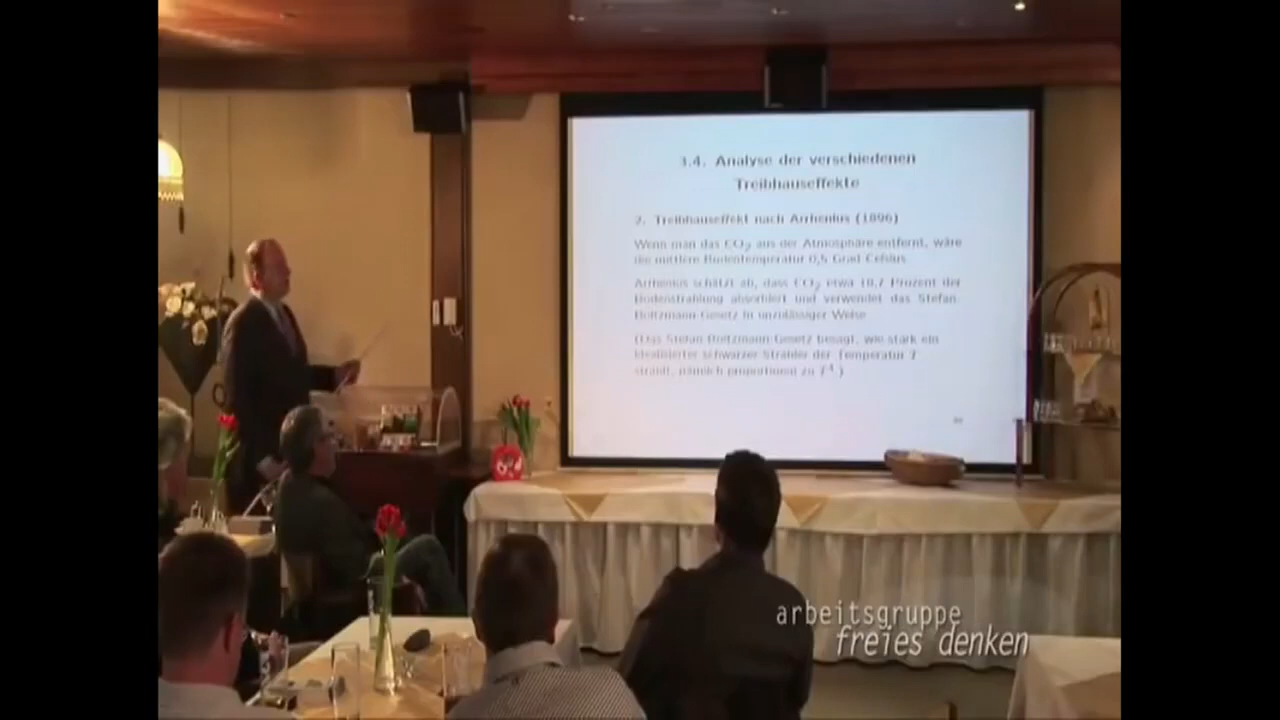 3.4. Analyse der verschiedenen
Treibhauseffekte
2. Treibhauseffekt nach Arrhenius (1896)
Wenn man das CO₂ aus der Atmosphäre entfernt, wäre
die mittlere Bodentemperatur 0,5 Grad Celsius.
Arrhenius schätzt ab, dass CO₂ etwa 18,7 Prozent der
Bodenstrahlung absorbiert und verwendet das Stefan
Boltzmann Gesetz in unzulässiger Weise
(Das Stefan Boltzmann Gesetz besagt, wie stark ein
idealisierter schwarzer Strahler der Temperatur T
strahlt, nämlich proportional zu T⁴.)
arbeitsgruppe
freies denken